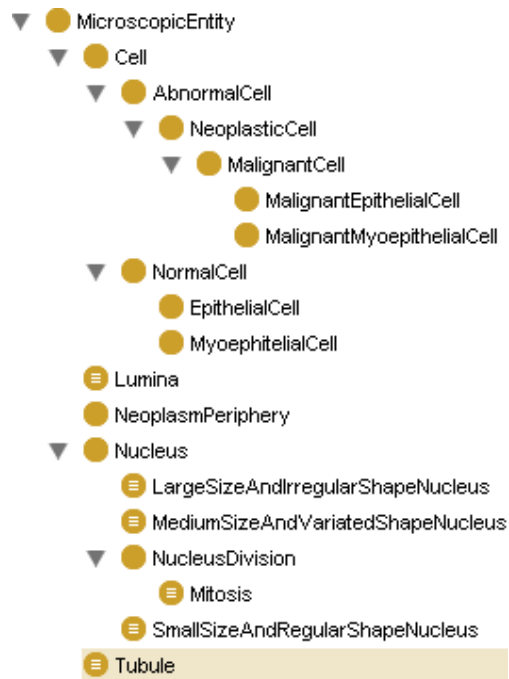 MicroscopicEntity
Cell
AbnormalCell
NeoplasticCell
MalignantCell
MalignantEpithelialCell
MalignantMyoepithelialCell
NormalCell
EpithelialCell
MyoephitelialCell
Lumina
NeoplasmPeriphery
Nucleus
LargeSizeAndIrregularShapeNucleus
MediumSizeAndVariatedShapeNucleus
NucleusDivision
Mitosis
SmallSizeAndRegularShapeNucleus
Tubule